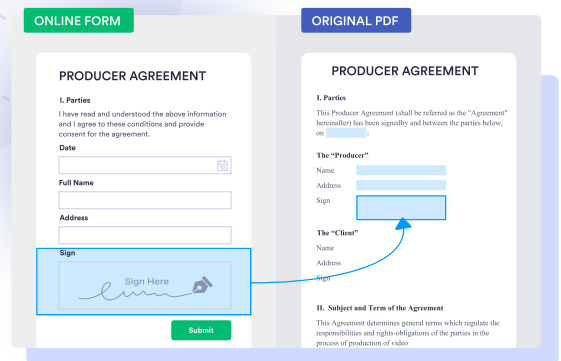 ONLINE FORM
PRODUCER AGREEMENT
I. Parties
I have read and understood the above information
and I agree to these conditions and provide
consent for the agreement.
Date
Full Name
Address
Sign
Sign Here
Submit
ORIGINAL PDF
PRODUCER AGREEMENT
I. Parties
This Producer Agreement (shall be referred as the "Agreement"
hereinafter) has been signedby and between the parties below,
on ;
The “Producer”
Name
Address
Sign
The “Client”
Name
Address
Sign
II. Subject and Term of the Agreement
This Agreement determines general terms which regulate the
responsibilities and rights-obligations of the parties in the
process of production of video